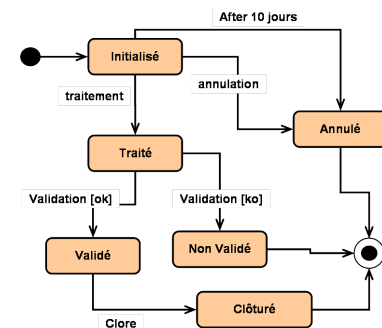 After 10 jours
Initialisé
traitement
annulation
Annulé
Traité
Validation [ok]
Validation [ko]
Validé
Non Validé
Clôturé
Clore